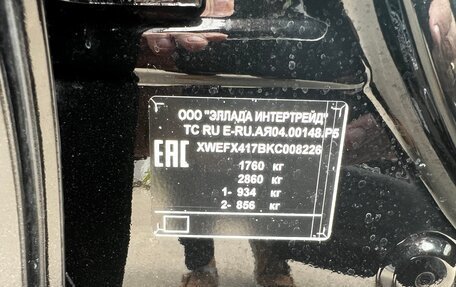 ООО "ЭЛЛАДА ИНТЕРТРЕЙД"
ТС RU E-RU.АЯ04.00148.Р5
EAC
XWEFX417BKC008226
1760 кг
2860 кг
1- 934 кг
2- 856 кг